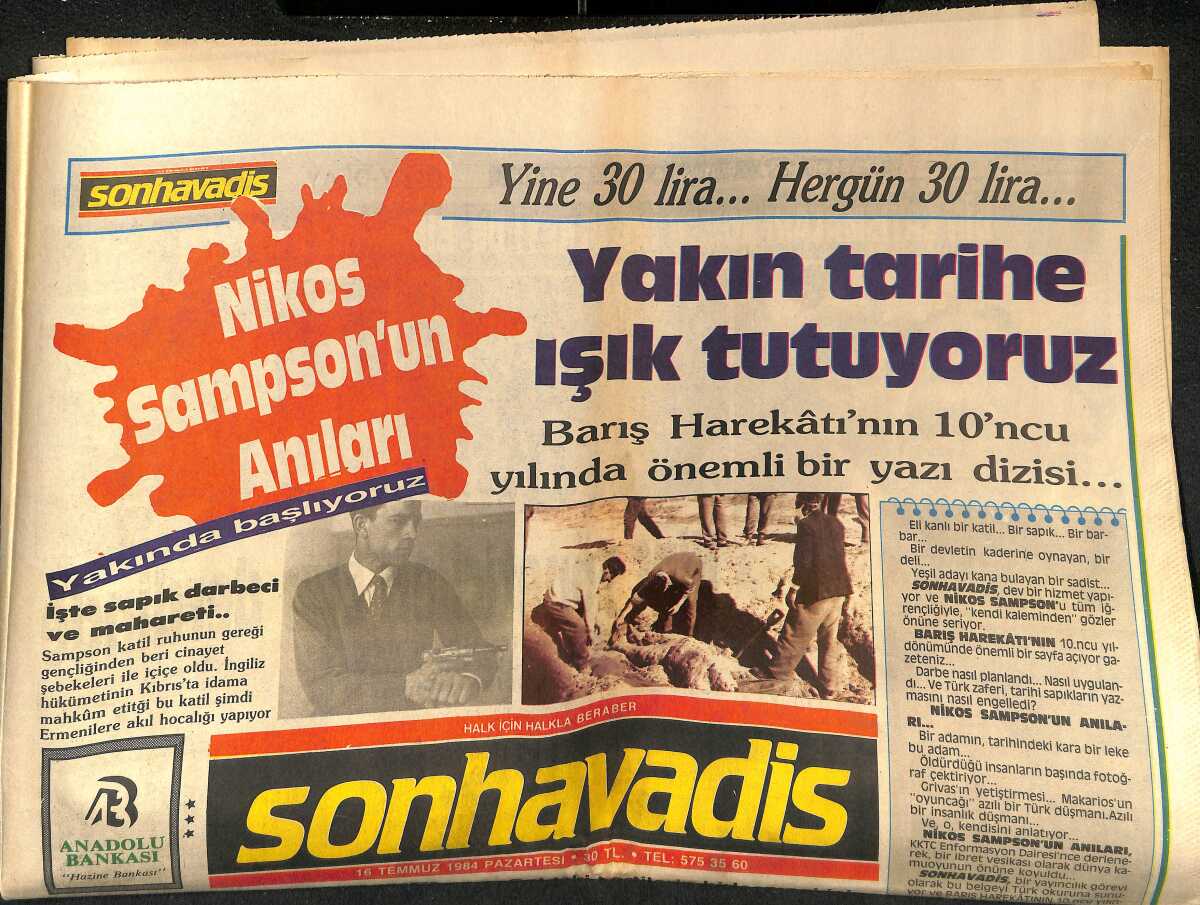 sonhavadis
Yine 30 lira... Hergün 30 lira...
Nikos
Sampson'un
Anıları
Yakında başlıyoruz
Yakın tarihe
ışık tutuyoruz
Barış Harekâtı'nın 10'ncu
yılında önemli bir yazı dizisi...
İşte sapık darbeci
ve mahareti..
Sampson katil ruhunun gereği
gençliğinden beri cinayet
şebekeleri ile içiçe oldu. İngiliz
hükümetinin Kıbrıs'ta idama
mahkûm etitği bu katil şimdi
Ermenilere akıl hocalığı yapıyor
Eli kanlı bir katil... Bir sapık... Bir bar-
bar...
Bir devletin kaderine oynayan, bir
deli...
Yeşil adayı kana bulayan bir sadist...
SONHAVADİS, dev bir hizmet yapı-
yor ve NİKOS SAMPSON'u tüm iğ-
rençliğiyle, "kendi kaleminden" gözler
önüne seriyor.
BARIŞ HAREKÂTI'NIN 10.ncu yıl-
dönümünde önemli bir sayfa açıyor ga-
zeteniz...
Darbe nasıl planlandı... Nasıl uygulan-
dı... Ve Türk zaferi, tarihi sapıkların yaz-
masını nasıl engelledi?
NİKOS SAMPSON'UN ANILA-
RI...
Bir adamın, tarihindeki kara bir leke
bu adam...
Öldürdüğü insanların başında fotoğ-
raf çektiriyor...
Grivas'ın yetiştirmesi... Makarios'un
"oyuncağı" azılı bir Türk düşmanı.Azılı
bir insanlık düşmanı...
Ve, o, kendisini anlatıyor...
NİKOS SAMPSON'UN ANILARI,
KKTC Enformasyon Dairesi'nce derlene-
rek, bir ibret vesikası olarak dünya ka-
muoyunun önüne koyuldu...
SONHAVADİS, bir yayıncılık görevi
olarak bu belgeyi Türk okuruna sunu-
yor ve BARIŞ HAREKÂTININ 10.ncu
HALK İÇİN HALKLA BERABER
sonhavadis
16 TEMMUZ 1984 PAZARTESİ • 30 TL. • TEL: 575 35 60
AB
ANADOLU
BANKASI
"Hazine Bankası"